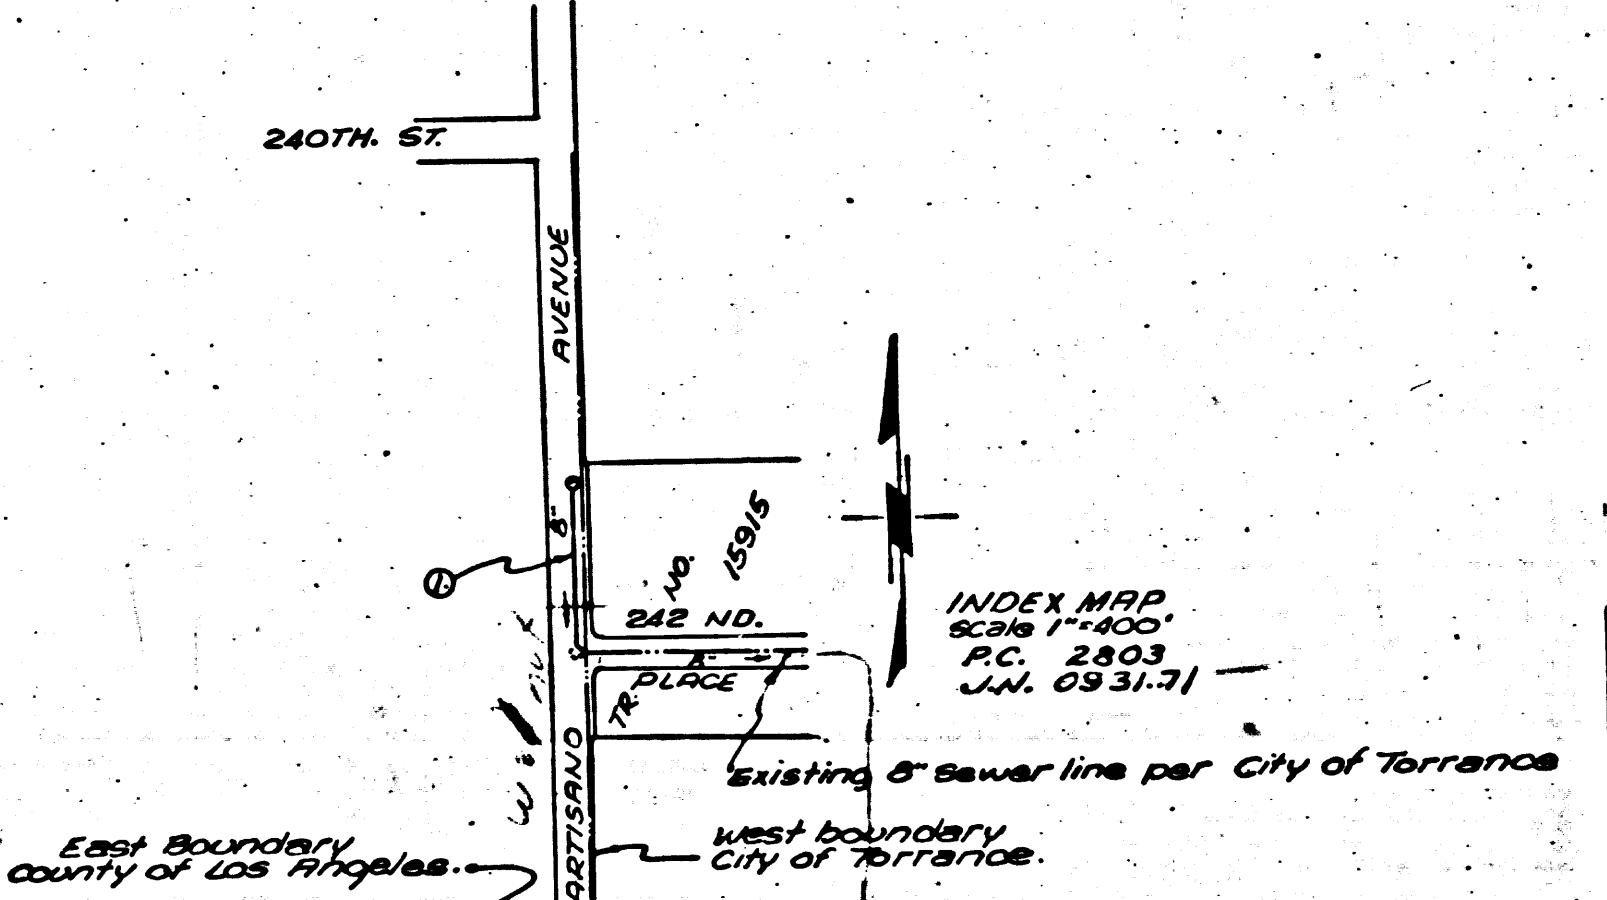 240TH. ST.
AVENUE
8"
1
NO. 15915
242 ND.
8"
PLACE
TR.
INDEX MAP
Scale 1"=400'
P.C. 2803
J.N. 0931.71
Existing 8" Sewer line per City of Torrance
ARTISANO
West boundary
City of Torrance.
East Boundary
County of Los Angeles.